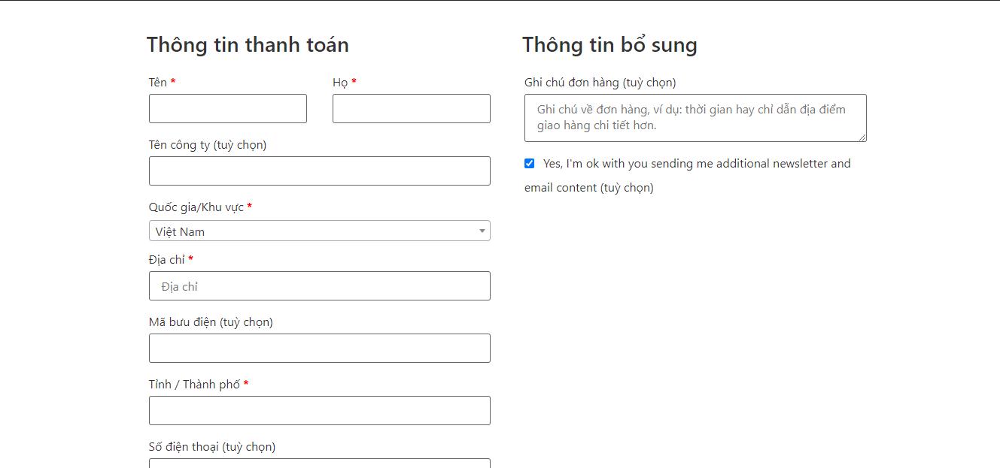 Thông tin thanh toán
Tên *
Họ *
Tên công ty (tuỳ chọn)
Quốc gia/Khu vực *
Việt Nam
Địa chỉ *
Địa chỉ
Mã bưu điện (tuỳ chọn)
Tỉnh / Thành phố *
Số điện thoại (tuỳ chọn)
Thông tin bổ sung
Ghi chú đơn hàng (tuỳ chọn)
Ghi chú về đơn hàng, ví dụ: thời gian hay chỉ dẫn địa điểm
giao hàng chi tiết hơn.
Yes, I'm ok with you sending me additional newsletter and
email content (tuỳ chọn)